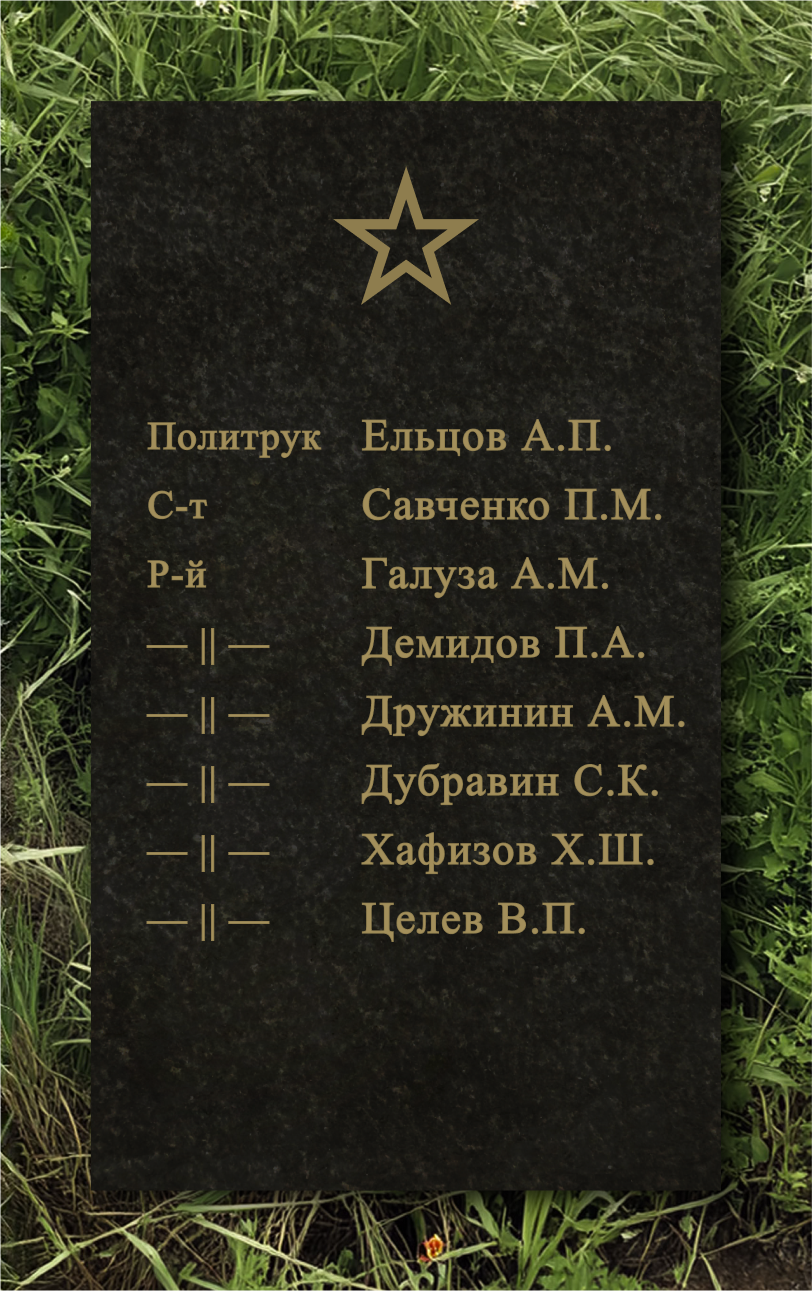 Политрук Ельцов А.П.
С-т Савченко П.М.
Р-й Галуза А.М.
— || — Демидов П.А.
— || — Дружинин А.М.
— || — Дубравин С.К.
— || — Хафизов Х.Ш.
— || — Целев В.П.